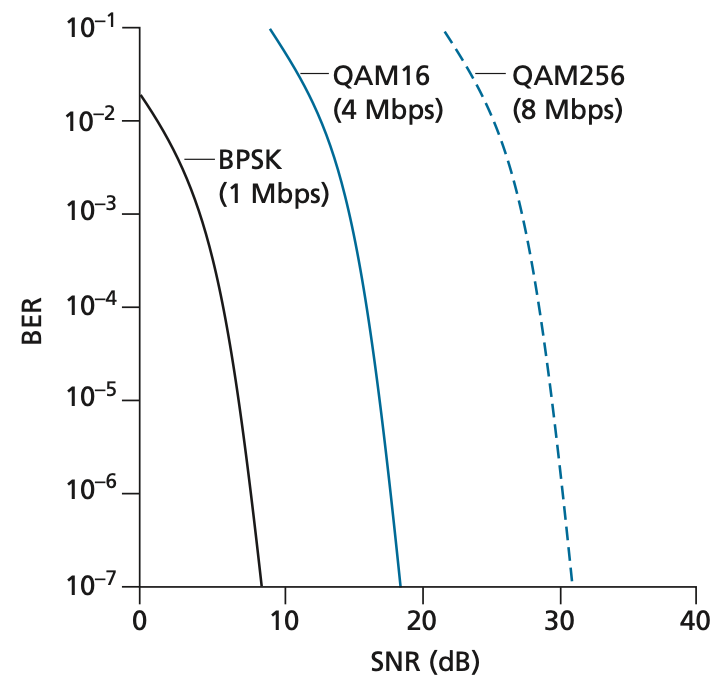 10⁻¹
QAM16
(4 Mbps)
QAM256
(8 Mbps)
10⁻²
BPSK
(1 Mbps)
10⁻³
10⁻⁴
BER
10⁻⁵
10⁻⁶
10⁻⁷
0 10 20 30 40
SNR (dB)